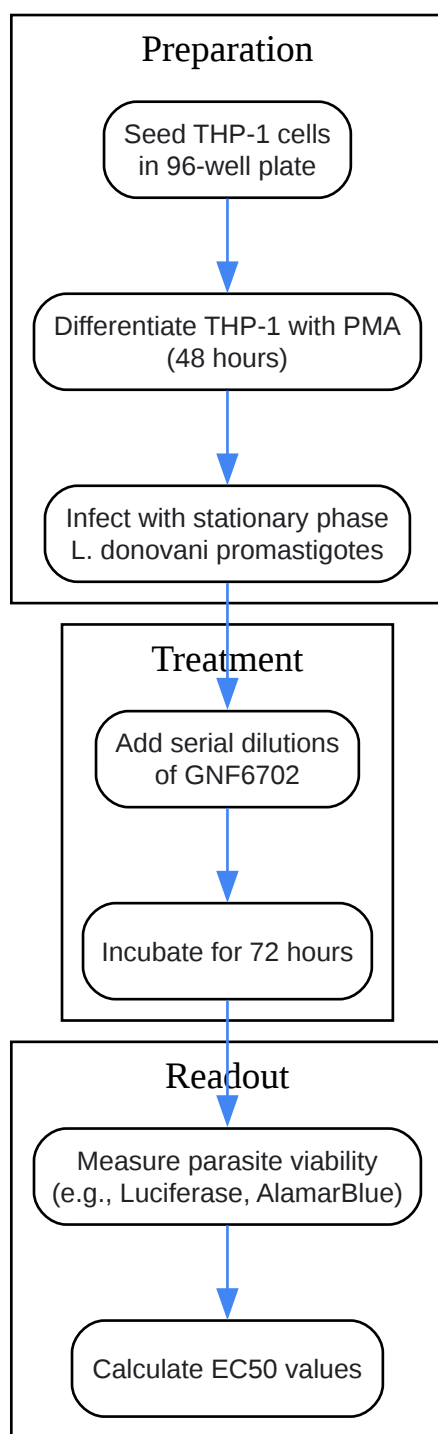 Preparation
Seed THP-1 cells
in 96-well plate
Differentiate THP-1 with PMA
(48 hours)
Infect with stationary phase
L. donovani promastigotes
Treatment
Add serial dilutions
of GNF6702
Incubate for 72 hours
Readout
Measure parasite viability
(e.g., Luciferase, AlamarBlue)
Calculate EC50 values